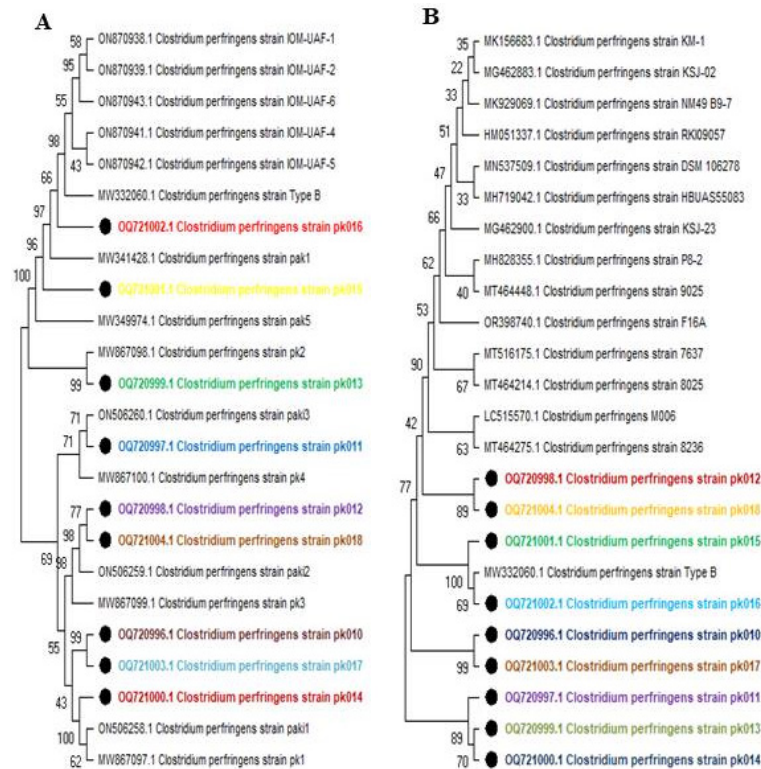 A
58
ON870938.1 Clostridium perfringens strain IOM-UAF-1
95
ON870939.1 Clostridium perfringens strain IOM-UAF-2
55
ON870943.1 Clostridium perfringens strain IOM-UAF-6
98
ON870941.1 Clostridium perfringens strain IOM-UAF-4
43
ON870942.1 Clostridium perfringens strain IOM-UAF-5
66
MW332060.1 Clostridium perfringens strain Type B
97
OQ721002.1 Clostridium perfringens strain pk016
96
MW341428.1 Clostridium perfringens strain pak1
100
OQ721001.1 Clostridium perfringens strain pk015
MW349974.1 Clostridium perfringens strain pak5
MW867098.1 Clostridium perfringens strain pk2
99
OQ720999.1 Clostridium perfringens strain pk013
71
ON506260.1 Clostridium perfringens strain paki3
71
OQ720997.1 Clostridium perfringens strain pk011
MW867100.1 Clostridium perfringens strain pk4
77
OQ720998.1 Clostridium perfringens strain pk012
98
OQ721004.1 Clostridium perfringens strain pk018
69
98
ON506259.1 Clostridium perfringens strain paki2
MW867099.1 Clostridium perfringens strain pk3
99
OQ720996.1 Clostridium perfringens strain pk010
55
OQ721003.1 Clostridium perfringens strain pk017
43
OQ721000.1 Clostridium perfringens strain pk014
100
ON506258.1 Clostridium perfringens strain paki1
62
MW867097.1 Clostridium perfringens strain pk1
B
35
MK156683.1 Clostridium perfringens strain KM-1
22
MG462883.1 Clostridium perfringens strain KSJ-02
33
MK929069.1 Clostridium perfringens strain NM49 B9-7
51
HM051337.1 Clostridium perfringens strain RKI09057
47
MN537509.1 Clostridium perfringens strain DSM 106278
33
MH719042.1 Clostridium perfringens strain HBUAS55083
66
MG462900.1 Clostridium perfringens strain KSJ-23
62
MH828355.1 Clostridium perfringens strain P8-2
40
MT464448.1 Clostridium perfringens strain 9025
53
OR398740.1 Clostridium perfringens strain F16A
90
MT516175.1 Clostridium perfringens strain 7637
67
MT464214.1 Clostridium perfringens strain 8025
42
LC515570.1 Clostridium perfringens M006
63
MT464275.1 Clostridium perfringens strain 8236
77
OQ720998.1 Clostridium perfringens strain pk012
89
OQ721004.1 Clostridium perfringens strain pk018
OQ721001.1 Clostridium perfringens strain pk015
100
MW332060.1 Clostridium perfringens strain Type B
69
OQ721002.1 Clostridium perfringens strain pk016
OQ720996.1 Clostridium perfringens strain pk010
99
OQ721003.1 Clostridium perfringens strain pk017
OQ720997.1 Clostridium perfringens strain pk011
89
OQ720999.1 Clostridium perfringens strain pk013
70
OQ721000.1 Clostridium perfringens strain pk014